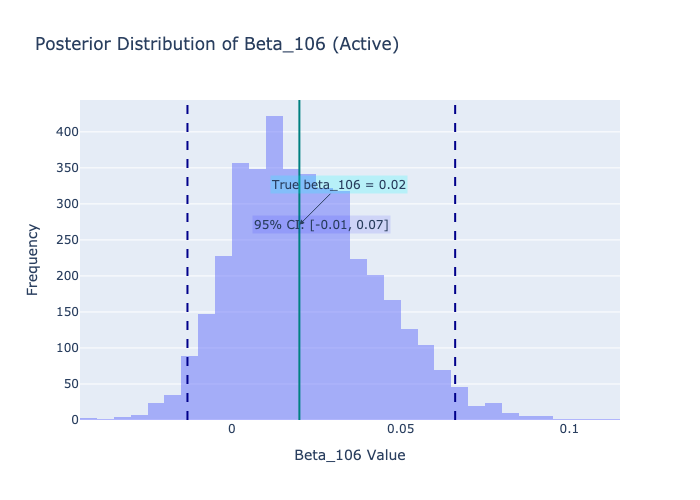 Posterior Distribution of Beta_106 (Active)
400
350
True beta_106 = 0.02
300
95% CI: [-0.01, 0.07]
250
200
150
100
50
0
Frequency
0
0.05
0.1
Beta_106 Value